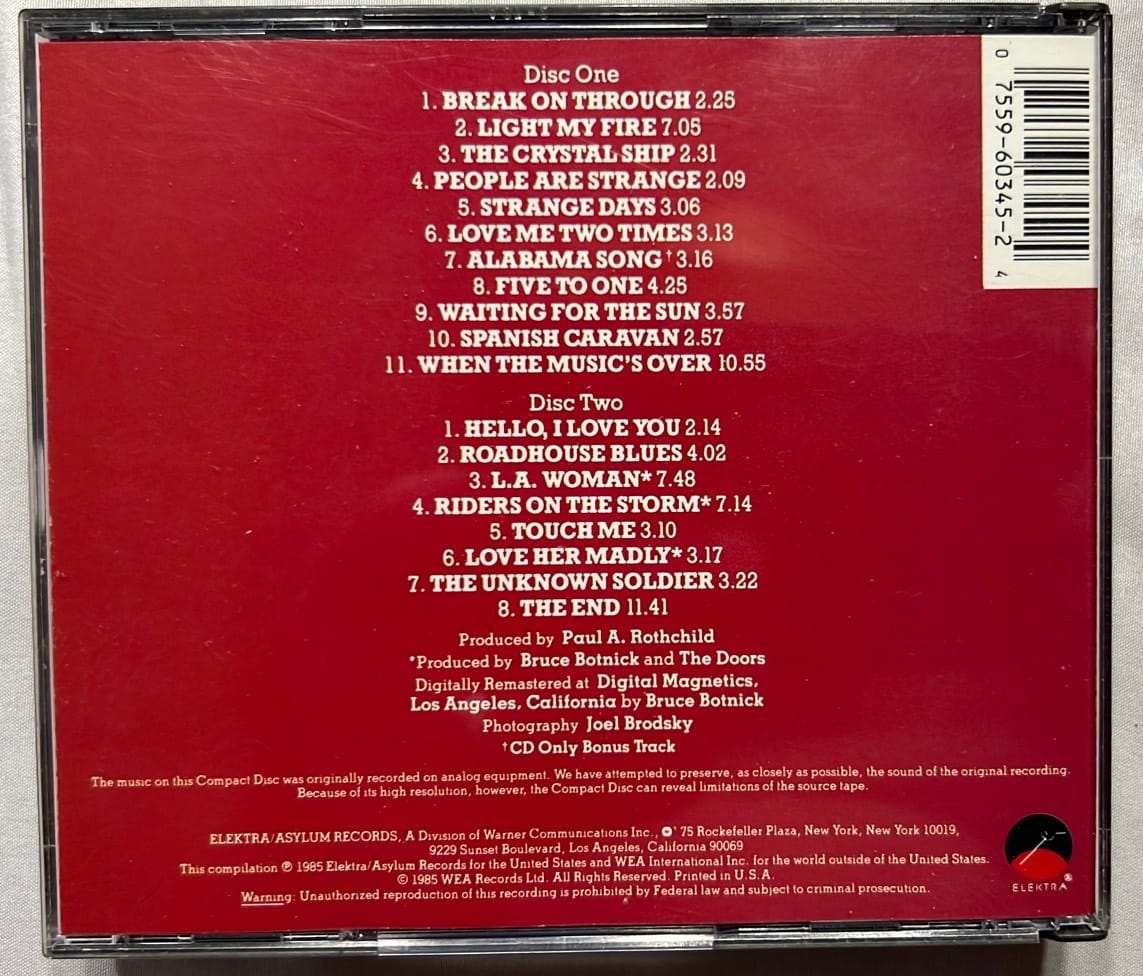 Disc One
1. BREAK ON THROUGH 2.25
2. LIGHT MY FIRE 7.05
3. THE CRYSTAL SHIP 2.31
4. PEOPLE ARE STRANGE 2.09
5. STRANGE DAYS 3.06
6. LOVE ME TWO TIMES 3.13
7. ALABAMA SONG † 3.16
8. FIVE TO ONE 4.25
9. WAITING FOR THE SUN 3.57
10. SPANISH CARAVAN 2.57
11. WHEN THE MUSIC'S OVER 10.55
Disc Two
1. HELLO, I LOVE YOU 2.14
2. ROADHOUSE BLUES 4.02
3. L.A. WOMAN* 7.48
4. RIDERS ON THE STORM* 7.14
5. TOUCH ME 3.10
6. LOVE HER MADLY* 3.17
7. THE UNKNOWN SOLDIER 3.22
8. THE END 11.41
Produced by Paul A. Rothchild
*Produced by Bruce Botnick and The Doors
Digitally Remastered at Digital Magnetics,
Los Angeles, California by Bruce Botnick
Photography Joel Brodsky
†CD Only Bonus Track
The music on this Compact Disc was originally recorded on analog equipment. We have attempted to preserve, as closely as possible, the sound of the original recording.
Because of its high resolution, however, the Compact Disc can reveal limitations of the source tape.
ELEKTRA/ASYLUM RECORDS, A Division of Warner Communications Inc., 75 Rockefeller Plaza, New York, New York 10019,
9229 Sunset Boulevard, Los Angeles, California 90069
This compilation ℗ 1985 Elektra/Asylum Records for the United States and WEA International Inc. for the world outside of the United States.
© 1985 WEA Records Ltd. All Rights Reserved. Printed in U.S.A.
Warning: Unauthorized reproduction of this recording is prohibited by Federal law and subject to criminal prosecution.
0 7559-60345-2 4
ELEKTRA®